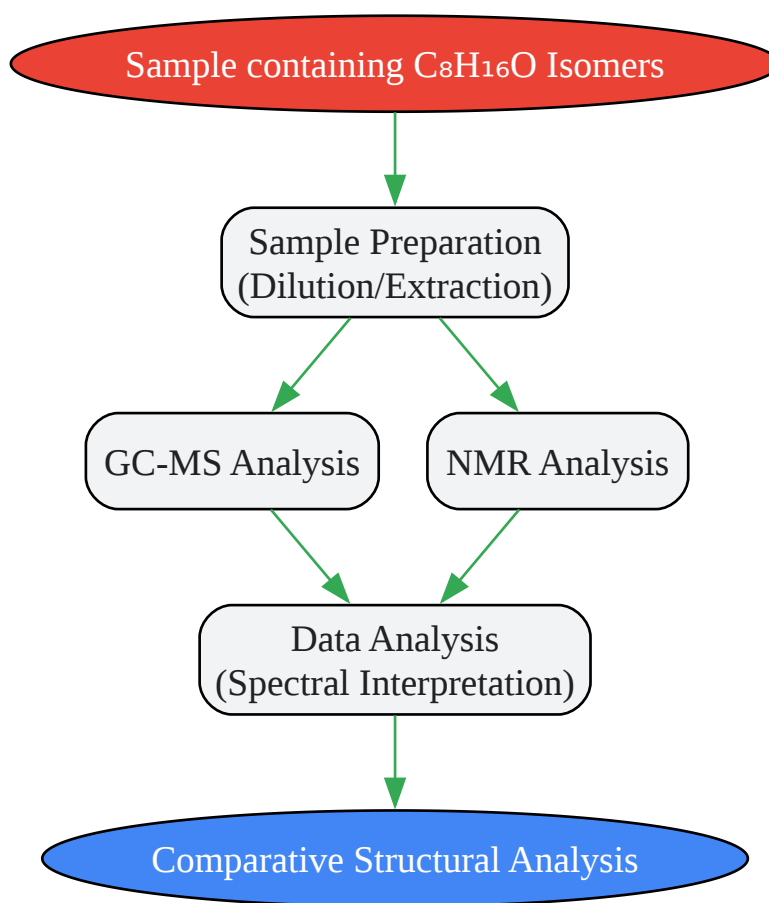 Sample containing C₈H₁₆O Isomers
Sample Preparation
(Dilution/Extraction)
GC-MS Analysis
NMR Analysis
Data Analysis
(Spectral Interpretation)
Comparative Structural Analysis